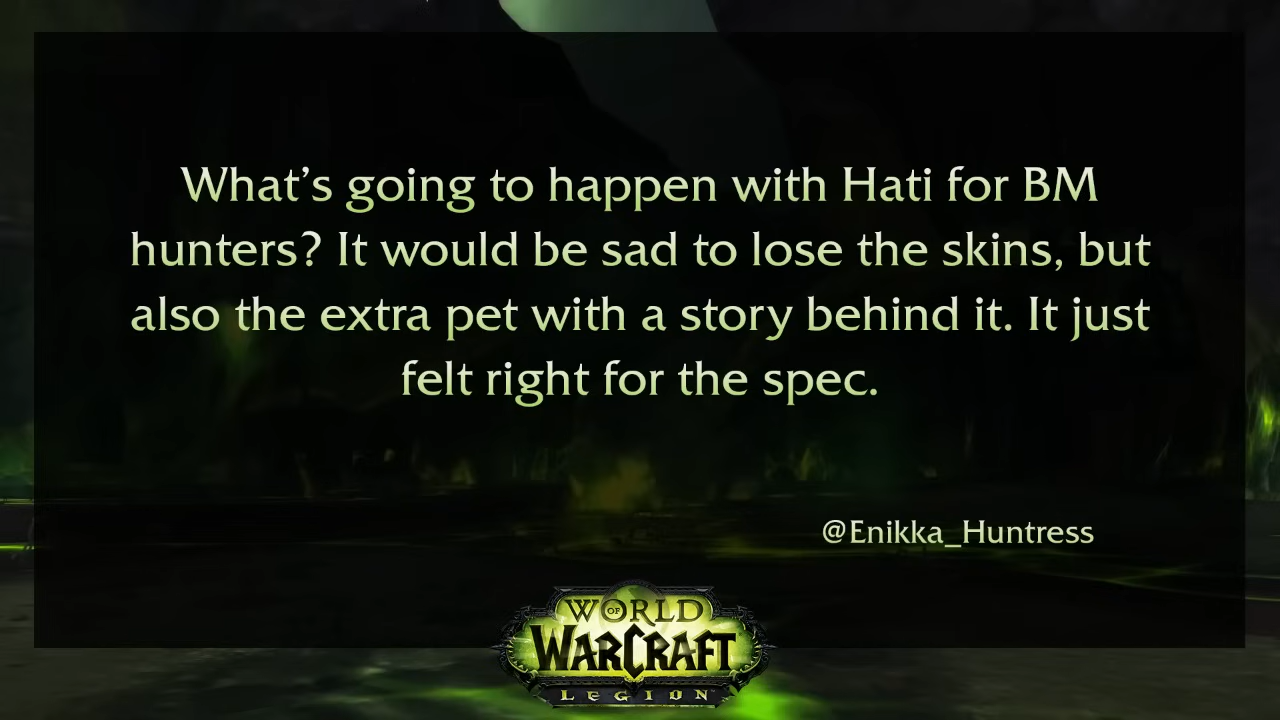 What's going to happen with Hati for BM
hunters? It would be sad to lose the skins, but
also the extra pet with a story behind it. It just
felt right for the spec.
@Enikka_Huntress
WORLD
OF
WARCRAFT
LEGION